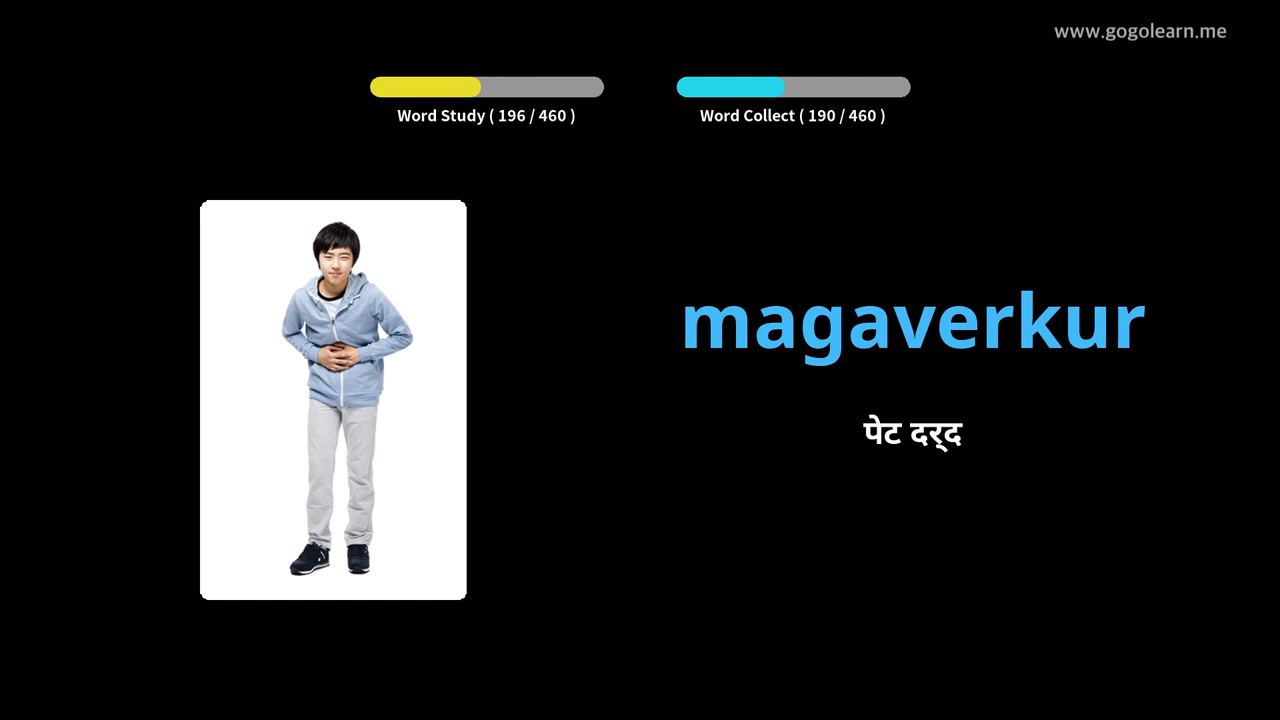 www.gogolearn.me
Word Study ( 196 / 460 )
Word Collect ( 190 / 460 )
magaverkur
पेट दर्द